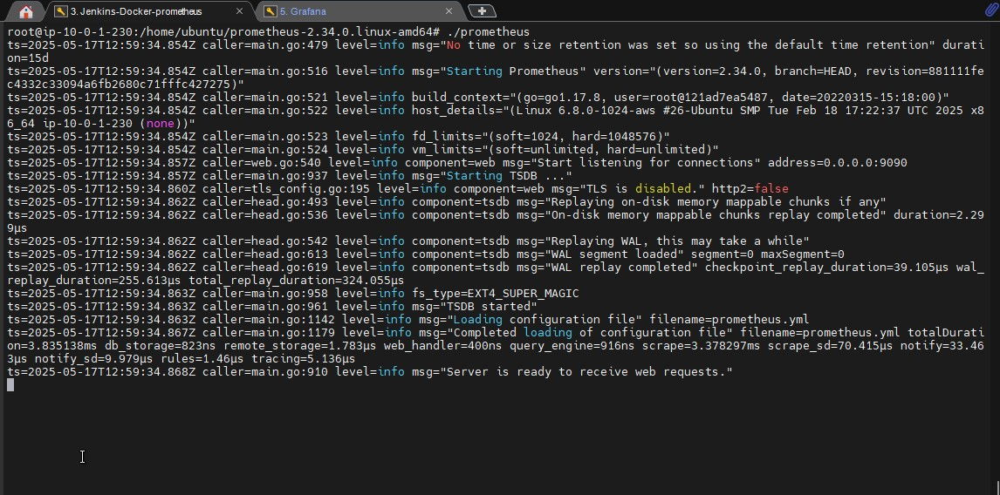 3. Jenkins-Docker-prometheus
5. Grafana
root@ip-10-0-1-230:/home/ubuntu/prometheus-2.34.0.linux-amd64# ./prometheus
ts=2025-05-17T12:59:34.854Z caller=main.go:479 level=info msg="No time or size retention was set so using the default time retention" durati
on=15d
ts=2025-05-17T12:59:34.854Z caller=main.go:516 level=info msg="Starting Prometheus" version="(version=2.34.0, branch=HEAD, revision=881111fe
c4332c33094a6fb2680c71fffc427275)"
ts=2025-05-17T12:59:34.854Z caller=main.go:521 level=info build_context="(go=go1.17.8, user=root@121ad7ea5487, date=20220315-15:18:00)"
ts=2025-05-17T12:59:34.854Z caller=main.go:522 level=info host_details="(Linux 6.8.0-1024-aws #26-Ubuntu SMP Tue Feb 18 17:22:37 UTC 2025 x8
6_64 ip-10-0-1-230 (none))"
ts=2025-05-17T12:59:34.854Z caller=main.go:523 level=info fd_limits="(soft=1024, hard=1048576)"
ts=2025-05-17T12:59:34.854Z caller=main.go:524 level=info vm_limits="(soft=unlimited, hard=unlimited)"
ts=2025-05-17T12:59:34.857Z caller=web.go:540 level=info component=web msg="Start listening for connections" address=0.0.0.0:9090
ts=2025-05-17T12:59:34.857Z caller=main.go:937 level=info msg="Starting TSDB ..."
ts=2025-05-17T12:59:34.860Z caller=tls_config.go:195 level=info component=web msg="TLS is disabled." http2=false
ts=2025-05-17T12:59:34.862Z caller=head.go:493 level=info component=tsdb msg="Replaying on-disk memory mappable chunks if any"
ts=2025-05-17T12:59:34.862Z caller=head.go:536 level=info component=tsdb msg="On-disk memory mappable chunks replay completed" duration=2.29
9µs
ts=2025-05-17T12:59:34.862Z caller=head.go:542 level=info component=tsdb msg="Replaying WAL, this may take a while"
ts=2025-05-17T12:59:34.862Z caller=head.go:613 level=info component=tsdb msg="WAL segment loaded" segment=0 maxSegment=0
ts=2025-05-17T12:59:34.862Z caller=head.go:619 level=info component=tsdb msg="WAL replay completed" checkpoint_replay_duration=39.105µs wal_
replay_duration=255.613µs total_replay_duration=324.055µs
ts=2025-05-17T12:59:34.863Z caller=main.go:958 level=info fs_type=EXT4_SUPER_MAGIC
ts=2025-05-17T12:59:34.863Z caller=main.go:961 level=info msg="TSDB started"
ts=2025-05-17T12:59:34.863Z caller=main.go:1142 level=info msg="Loading configuration file" filename=prometheus.yml
ts=2025-05-17T12:59:34.867Z caller=main.go:1179 level=info msg="Completed loading of configuration file" filename=prometheus.yml totalDurati
on=3.835138ms db_storage=823ns remote_storage=1.783µs web_handler=400ns query_engine=916ns scrape=3.378297ms scrape_sd=70.415µs notify=33.46
3µs notify_sd=9.979µs rules=1.46µs tracing=5.136µs
ts=2025-05-17T12:59:34.868Z caller=main.go:910 level=info msg="Server is ready to receive web requests."